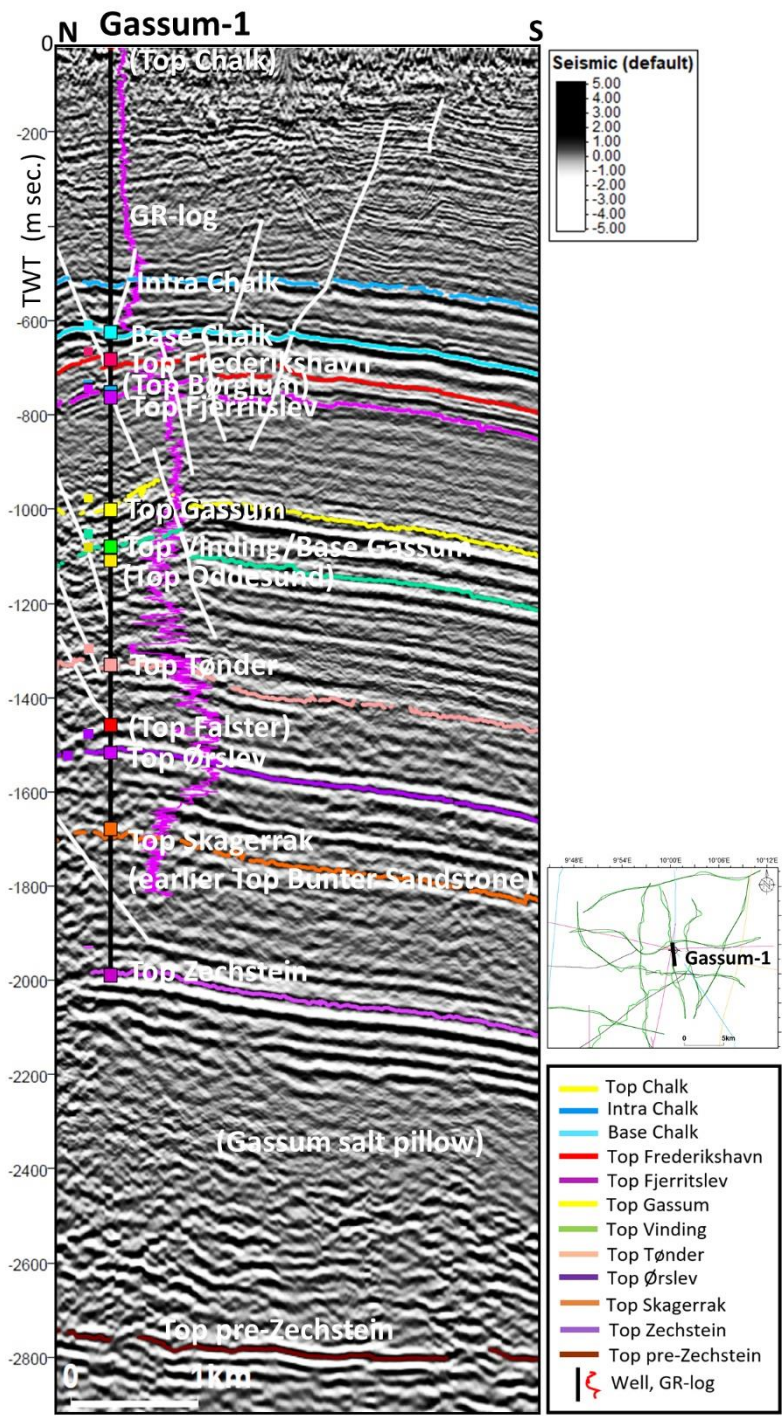 N Gassum-1 S
0
-200
-600
-800
-1000
-1200
-1400
-1600
-1800
-2000
-2200
-2400
-2600
-2800
TWT (m sec.)
(Top Chalk)
GR-log
Intra Chalk
Base Chalk
Top Frederikshavn
(Top Børglum)
Top Fjerritslev
Top Gassum
Top Vinding/Base Gassum
(Top Oddesund)
Top Tønder
(Top Falster)
Top Ørslev
Top Skagerrak
(earlier Top Bunter Sandstone)
Top Zechstein
(Gassum salt pillow)
Top pre-Zechstein
0 1km
Seismic (default)
5.00
4.00
3.00
2.00
1.00
0.00
-1.00
-2.00
-3.00
-4.00
-5.00
9°48'E 9°54'E 10°0'E 10°06'E 10°12'E
Gassum-1
0 5km
Top Chalk
Intra Chalk
Base Chalk
Top Frederikshavn
Top Fjerritslev
Top Gassum
Top Vinding
Top Tønder
Top Ørslev
Top Skagerrak
Top Zechstein
Top pre-Zechstein
Well, GR-log